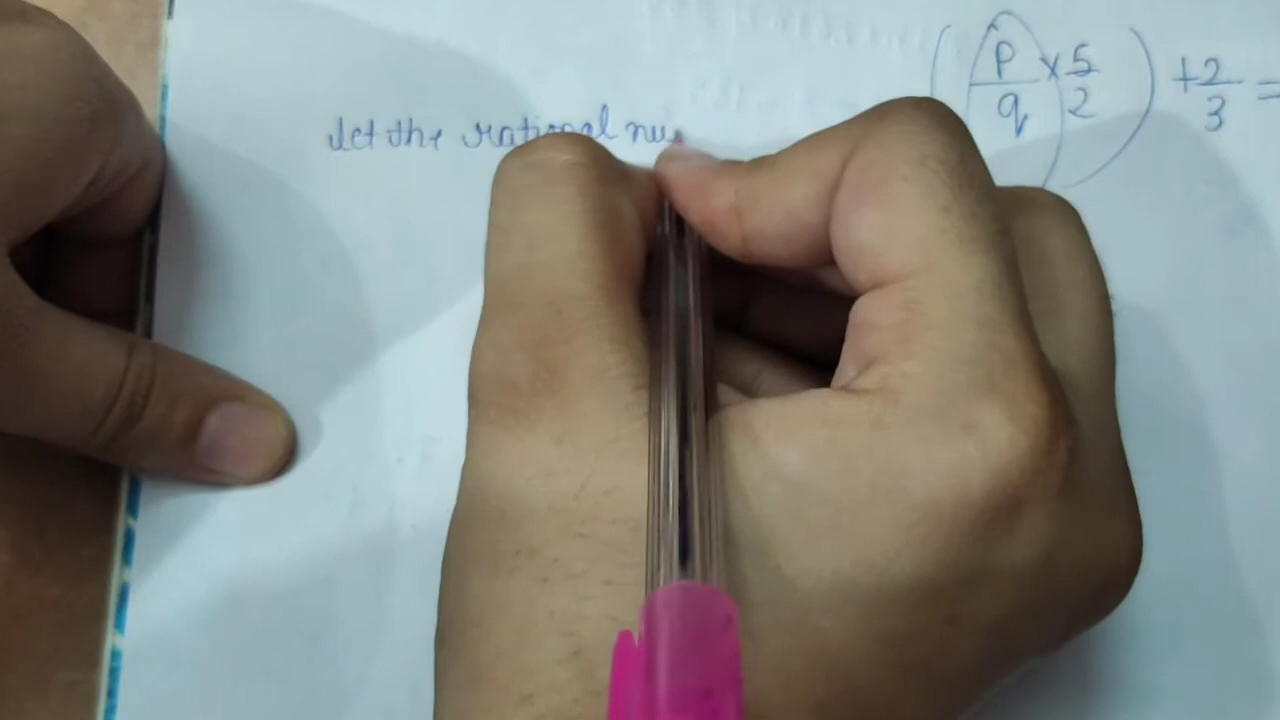 let the rational nu
(p/q × 5/2) + 2/3 =